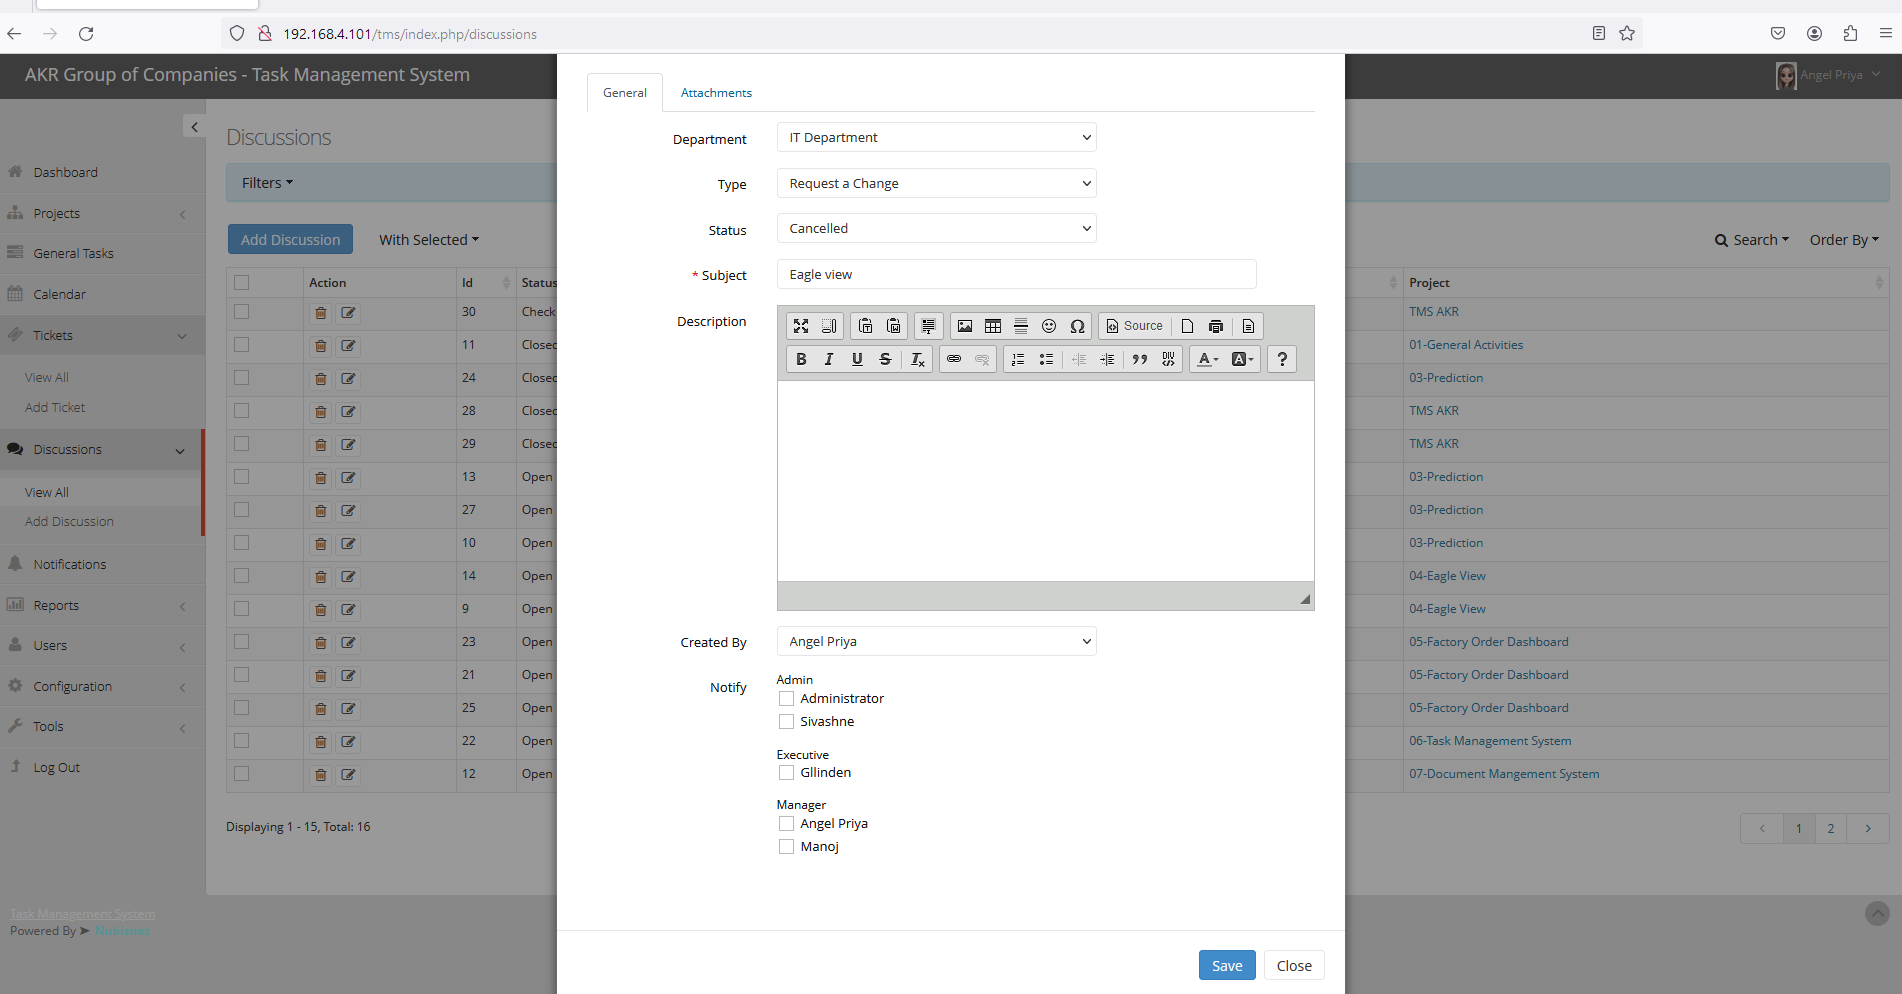 192.168.4.101/tms/index.php/discussions
AKR Group of Companies - Task Management System
Angel Priya
Dashboard
Projects
General Tasks
Calendar
Tickets
View All
Add Ticket
Discussions
View All
Add Discussion
Notifications
Reports
Users
Configuration
Tools
Log Out
Task Management System
Powered By ➤ Nubiznez
Discussions
Filters
Add Discussion With Selected
Search Order By
Action Id Status Project
30 Check TMS AKR
11 Closed 01-General Activities
24 Closed 03-Prediction
28 Closed TMS AKR
29 Closed TMS AKR
13 Open 03-Prediction
27 Open 03-Prediction
10 Open 03-Prediction
14 Open 04-Eagle View
9 Open 04-Eagle View
23 Open 05-Factory Order Dashboard
21 Open 05-Factory Order Dashboard
25 Open 05-Factory Order Dashboard
22 Open 06-Task Management System
12 Open 07-Document Mangement System
Displaying 1 - 15, Total: 16
< 1 2 >
General Attachments
Department IT Department
Type Request a Change
Status Cancelled
* Subject Eagle view
Description
Source
B I U S Tx
DIV
A A ?
Created By Angel Priya
Notify
Admin
Administrator
Sivashne
Executive
Gllinden
Manager
Angel Priya
Manoj
Save Close